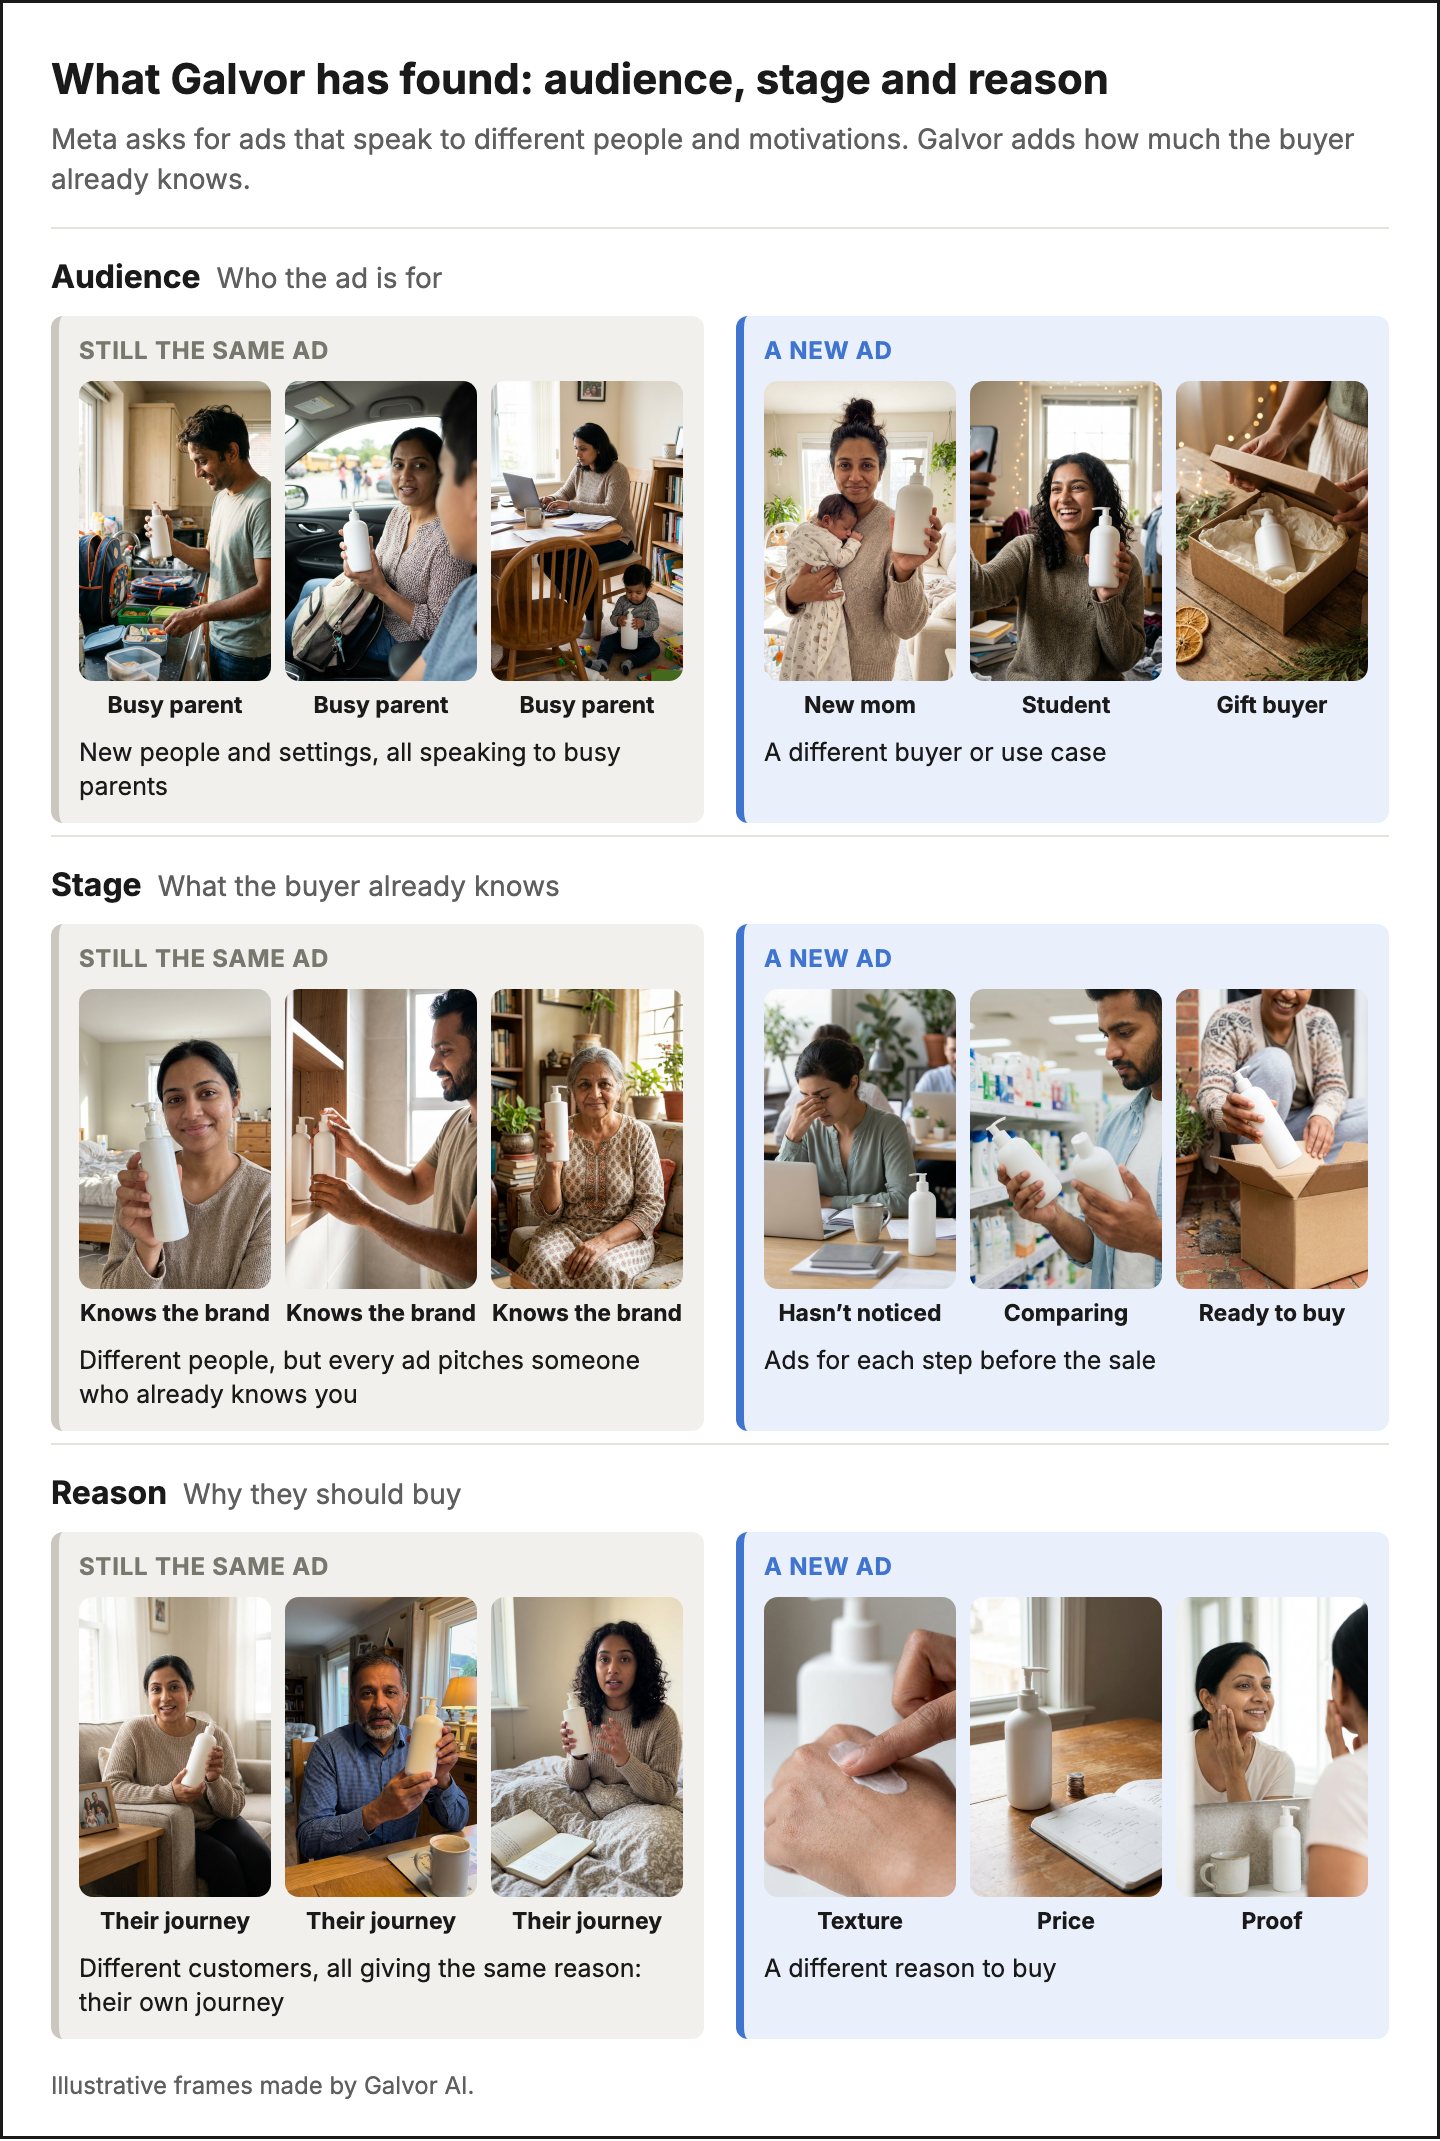 What Galvor has found: audience, stage and reason
Meta asks for ads that speak to different people and motivations. Galvor adds how much the buyer
already knows.
Audience Who the ad is for
STILL THE SAME AD
Busy parent Busy parent Busy parent
New people and settings, all speaking to busy
parents
A NEW AD
New mom Student Gift buyer
A different buyer or use case
Stage What the buyer already knows
STILL THE SAME AD
Knows the brand Knows the brand Knows the brand
Different people, but every ad pitches someone
who already knows you
A NEW AD
Hasn’t noticed Comparing Ready to buy
Ads for each step before the sale
Reason Why they should buy
STILL THE SAME AD
Their journey Their journey Their journey
Different customers, all giving the same reason:
their own journey
A NEW AD
Texture Price Proof
A different reason to buy
Illustrative frames made by Galvor AI.